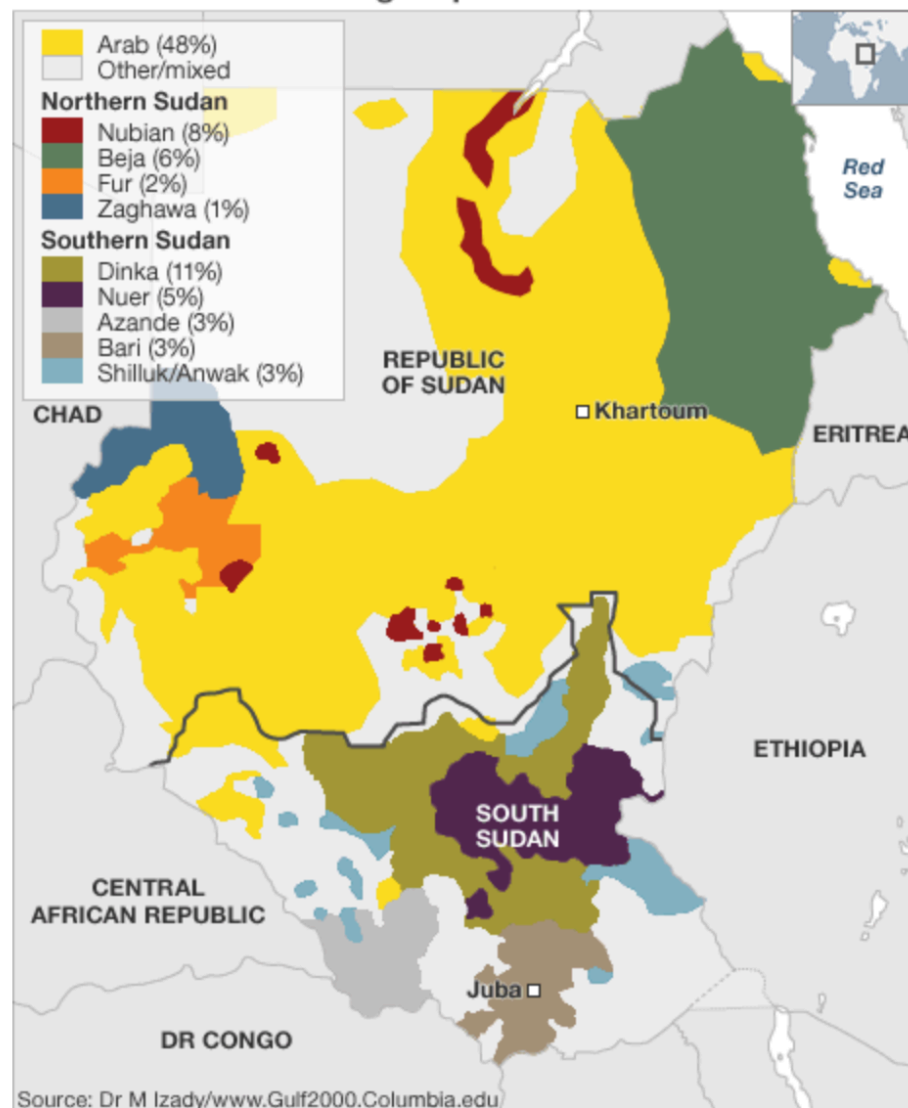 Arab (48%)
Other/mixed
Northern Sudan
Nubian (8%)
Beja (6%)
Fur (2%)
Zaghawa (1%)
Southern Sudan
Dinka (11%)
Nuer (5%)
Azande (3%)
Bari (3%)
Shilluk/Anwak (3%)
Red
Sea
REPUBLIC
OF SUDAN
Khartoum
CHAD
ERITREA
ETHIOPIA
SOUTH
SUDAN
CENTRAL
AFRICAN REPUBLIC
Juba
DR CONGO
Source: Dr M Izady/www.Gulf2000.Columbia.edu